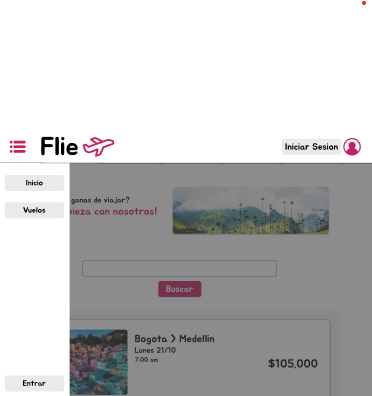 Flie
Iniciar Sesion
Inicio
Vuelos
ganas de viajar?
pieza con nosotros!
Buscar
Bogota > Medellin
Lunes 21/10
7:00 am
$105,000
Entrar